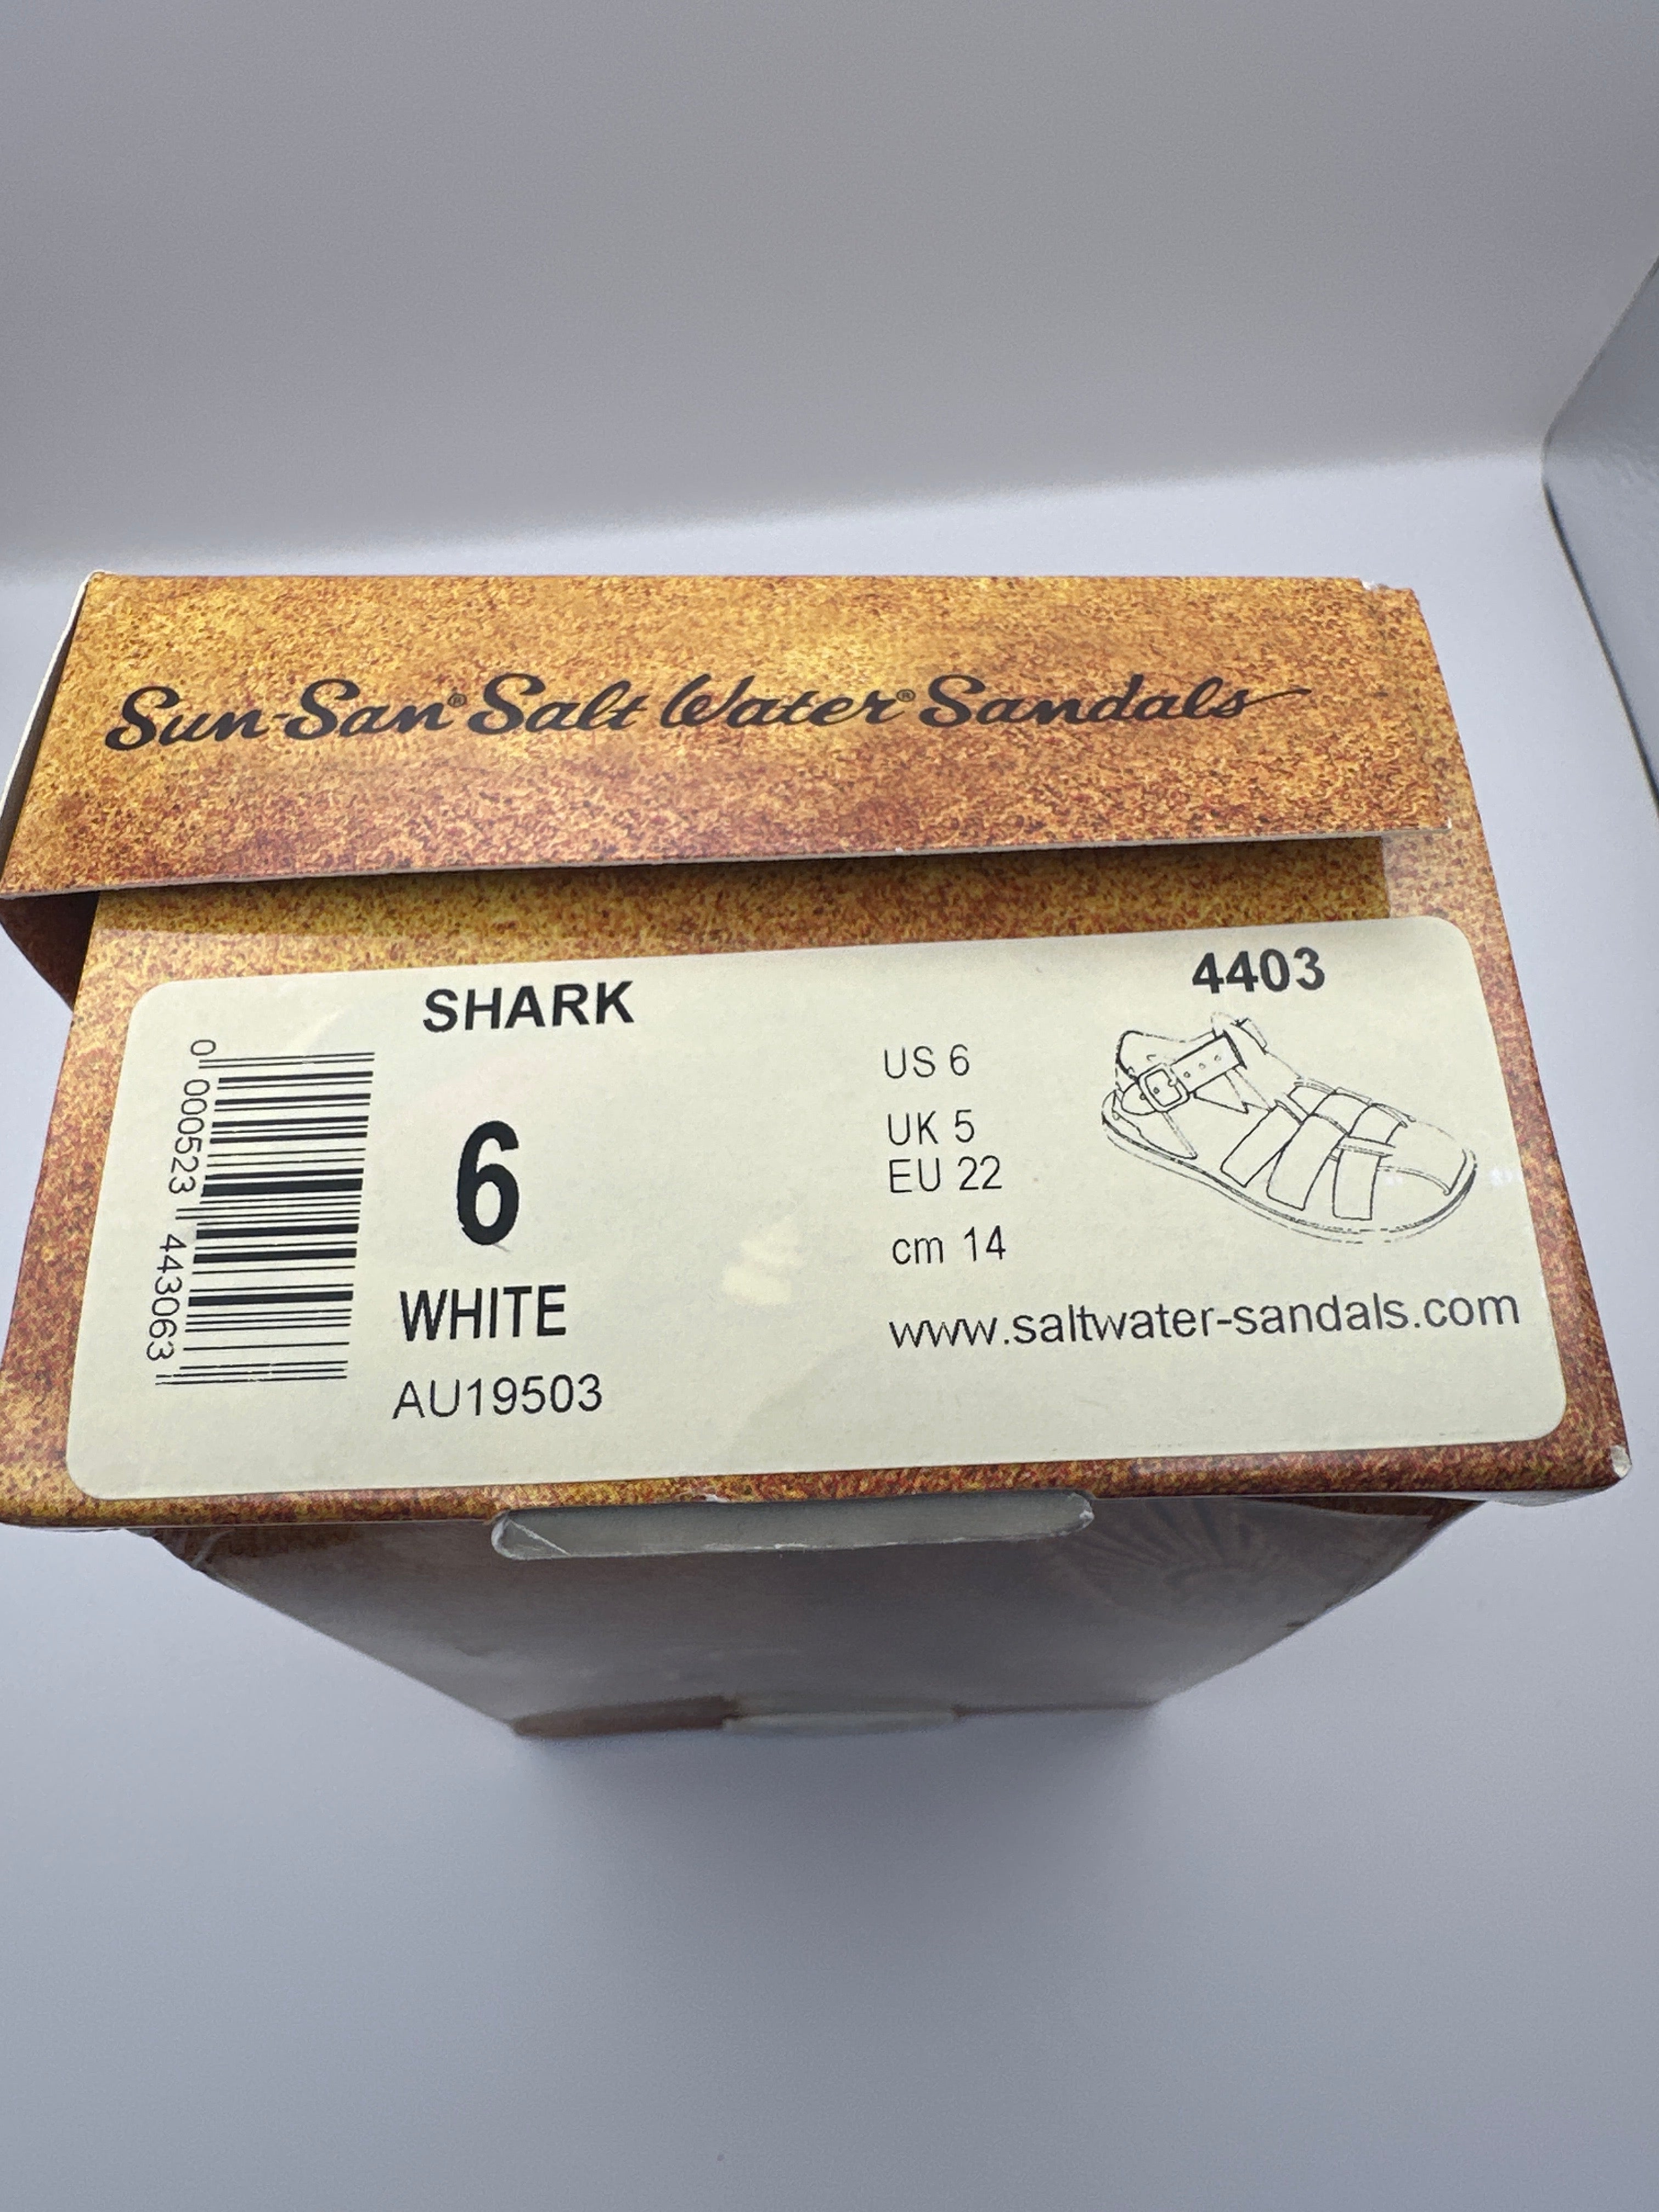 Sun-San® Salt Water® Sandals
SHARK
4403
0 000523 443063
6
WHITE
AU19503
US 6
UK 5
EU 22
cm 14
www.saltwater-sandals.com